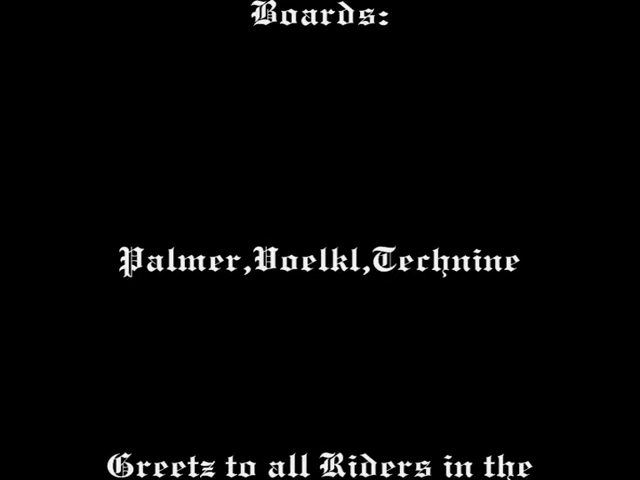 Boards:
Palmer,Voelkl,Technine
Greetz to all Riders in the